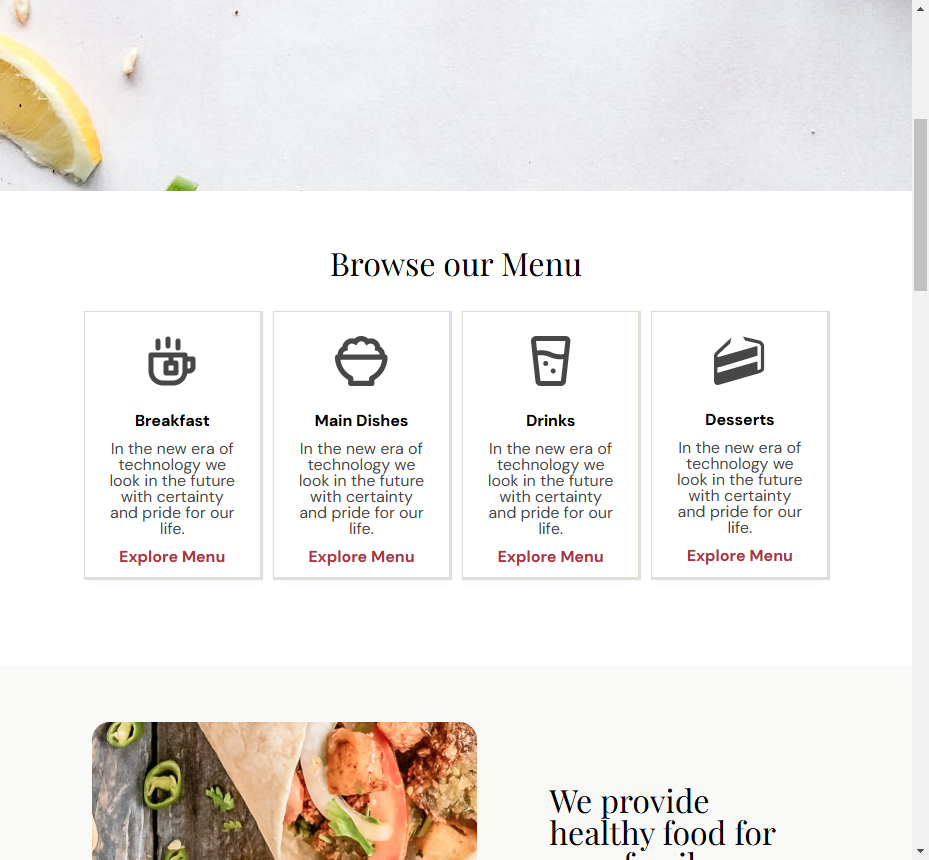 Browse our Menu
Breakfast
In the new era of
technology we
look in the future
with certainty
and pride for our
life.
Explore Menu
Main Dishes
In the new era of
technology we
look in the future
with certainty
and pride for our
life.
Explore Menu
Drinks
In the new era of
technology we
look in the future
with certainty
and pride for our
life.
Explore Menu
Desserts
In the new era of
technology we
look in the future
with certainty
and pride for our
life.
Explore Menu
We provide
healthy food for